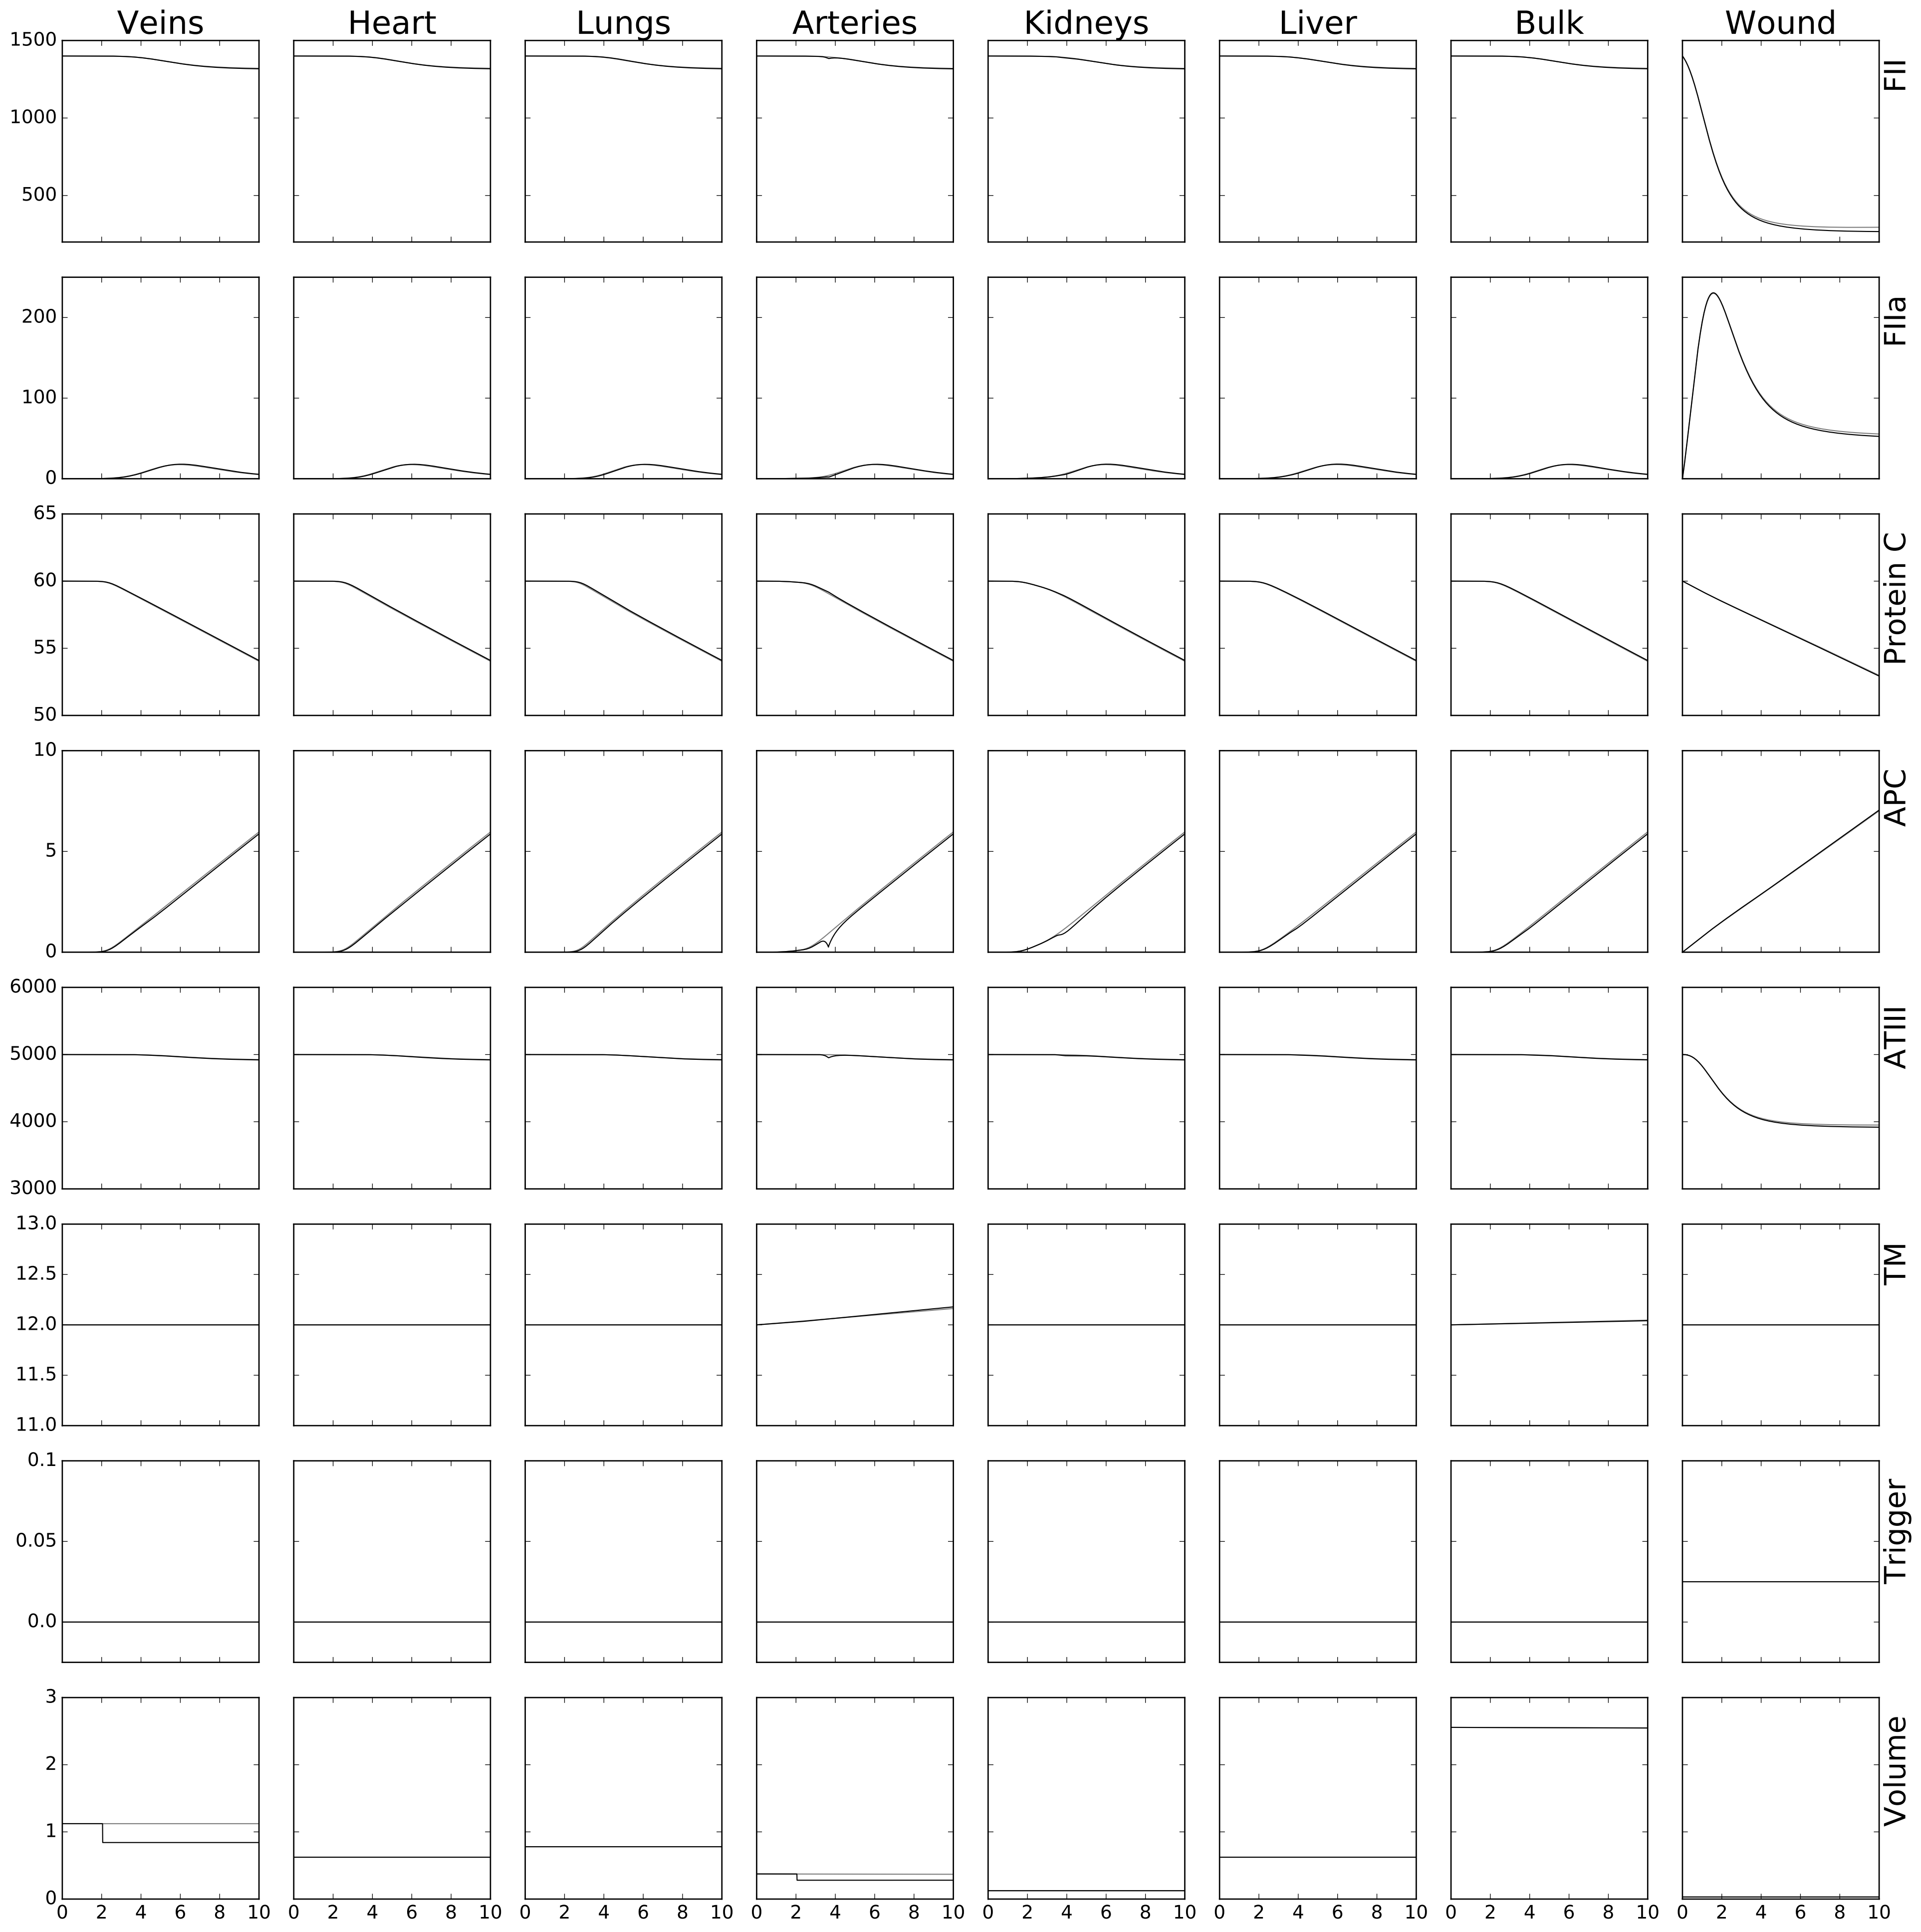 Veins Heart Lungs Arteries Kidneys Liver Bulk Wound
1500
1000
500
FII
200
100
0
FIIa
65
60
55
50
Protein C
10
5
0
APC
6000
5000
4000
3000
ATIII
13.0
12.5
12.0
11.5
11.0
TM
0.1
0.05
0.0
Trigger
3
2
1
0
Volume
0 2 4 6 8 10 0 2 4 6 8 10 0 2 4 6 8 10 0 2 4 6 8 10 0 2 4 6 8 10 0 2 4 6 8 10 0 2 4 6 8 10 0 2 4 6 8 10